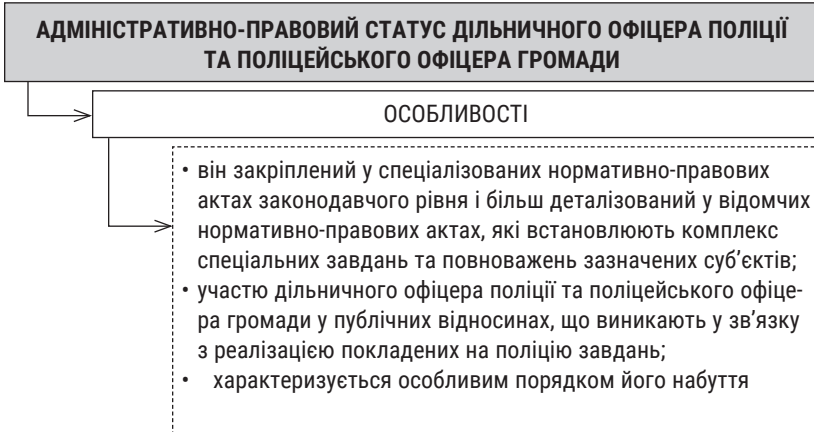 АДМІНІСТРАТИВНО-ПРАВОВИЙ СТАТУС ДІЛЬНИЧНОГО ОФІЦЕРА ПОЛІЦІЇ
ТА ПОЛІЦЕЙСЬКОГО ОФІЦЕРА ГРОМАДИ
ОСОБЛИВОСТІ
• він закріплений у спеціалізованих нормативно-правових
актах законодавчого рівня і більш деталізований у відомчих
нормативно-правових актах, які встановлюють комплекс
спеціальних завдань та повноважень зазначених суб’єктів;
• участю дільничного офіцера поліції та поліцейського офіце-
ра громади у публічних відносинах, що виникають у зв’язку
з реалізацією покладених на поліцію завдань;
• характеризується особливим порядком його набуття